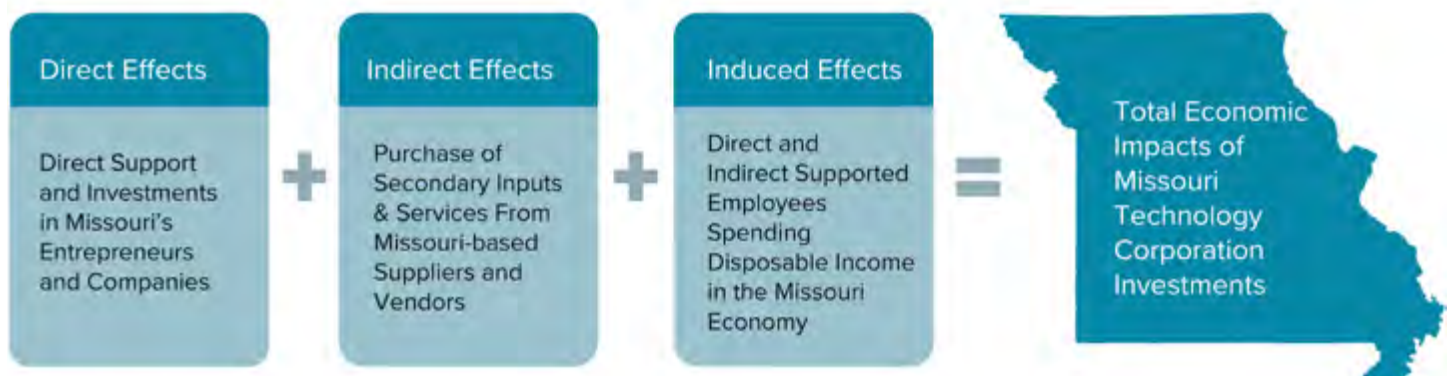 Direct Effects
Direct Support
and Investments
in Missouri's
Entrepreneurs
and Companies
+
Indirect Effects
Purchase of
Secondary Inputs
& Services From
Missouri-based
Suppliers and
Vendors
+
Induced Effects
Direct and
Indirect Supported
Employees
Spending
Disposable Income
in the Missouri
Economy
=
Total Economic
Impacts of
Missouri
Technology
Corporation
Investments